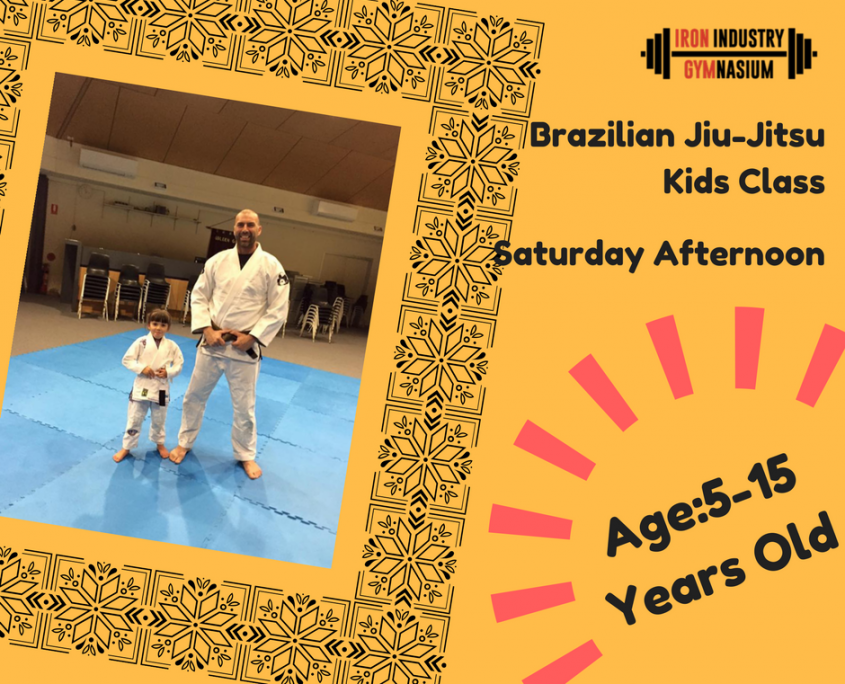 IRON INDUSTRY
GYMNASIUM
Brazilian Jiu-Jitsu
Kids Class
Saturday Afternoon
Age:5-15
Years Old